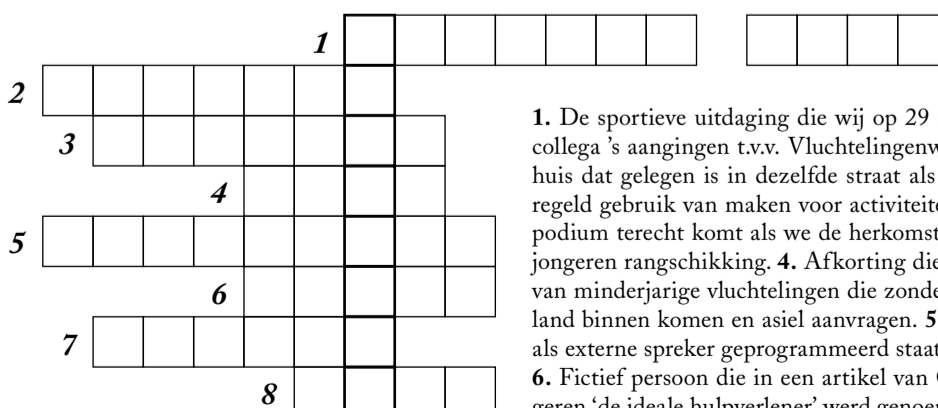 1
2
3
4
5
6
7
8
1. De sportieve uitdaging die wij op 29
collega 's aangingen t.v.v. Vluchtelingenw
huis dat gelegen is in dezelfde straat als
regeld gebruik van maken voor activiteite
podium terecht komt als we de herkomst
jongeren rangschikking. 4. Afkorting die
van minderjarige vluchtelingen die zonde
land binnen komen en asiel aanvragen. 5
als externe spreker geprogrammeerd staat
6. Fictief persoon die in een artikel van
geren 'de ideale hulpverlener' werd genoe